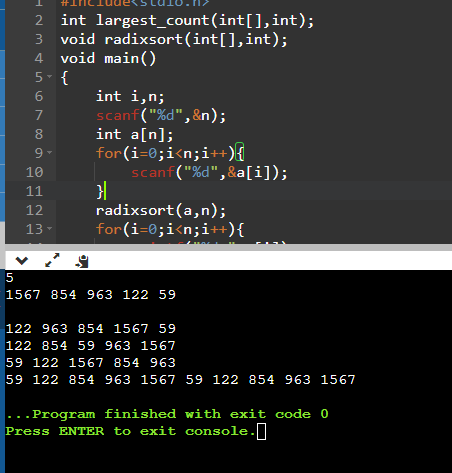 1 #include<stdio.h>
2 int largest_count(int[],int);
3 void radixsort(int[],int);
4 void main()
5 {
6 int i,n;
7 scanf("%d",&n);
8 int a[n];
9 for(i=0;i<n;i++){
10 scanf("%d",&a[i]);
11 }
12 radixsort(a,n);
13 for(i=0;i<n;i++){
5
1567 854 963 122 59
122 963 854 1567 59
122 854 59 963 1567
59 122 1567 854 963
59 122 854 963 1567 59 122 854 963 1567
...Program finished with exit code 0
Press ENTER to exit console.